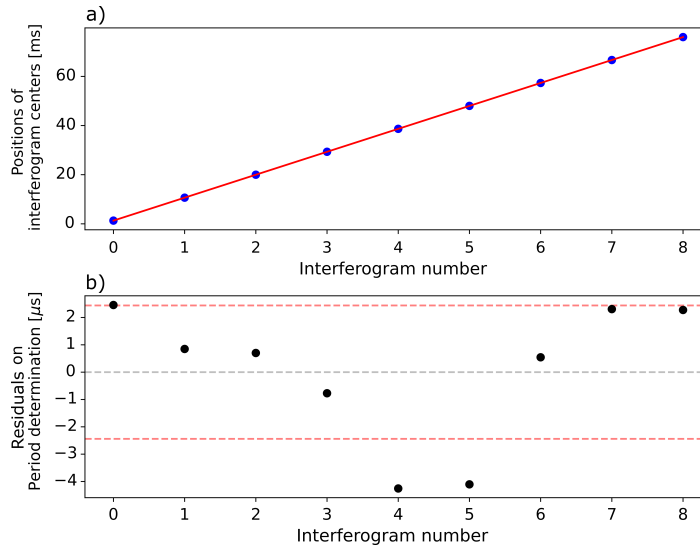 a)
Positions of
interferogram centers [ms]
60
40
20
0
0 1 2 3 4 5 6 7 8
Interferogram number
b)
Residuals on
Period determination [μs]
2
1
0
−1
−2
−3
−4
0 1 2 3 4 5 6 7 8
Interferogram number